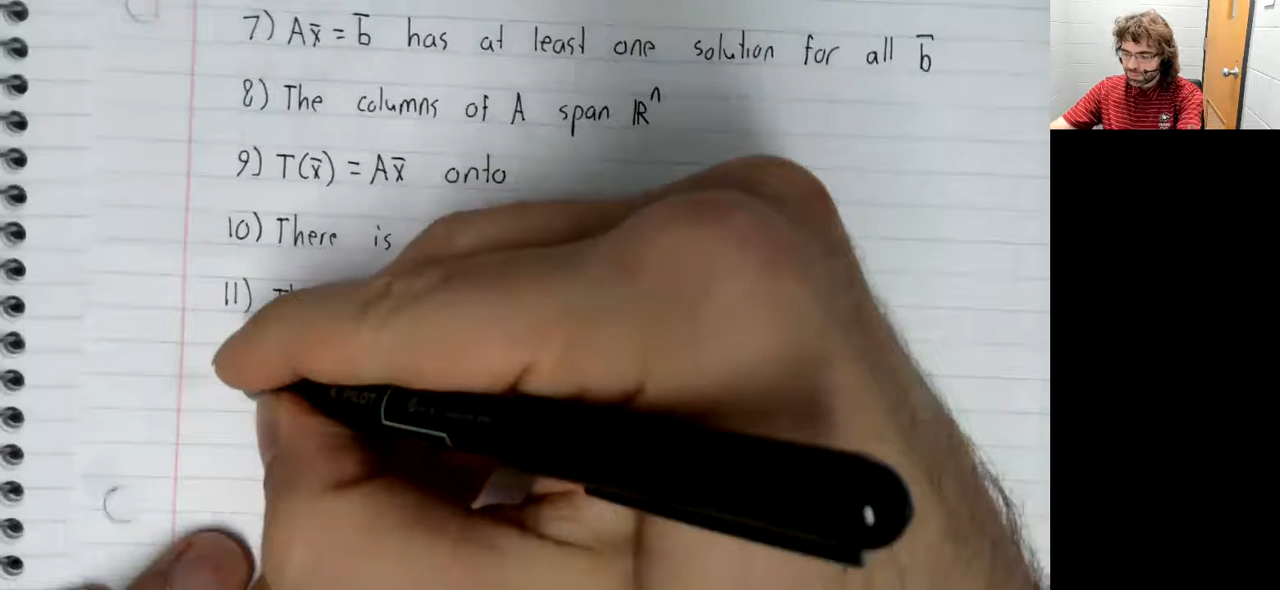 7) Ax̄ = b̄ has at least one solution for all b̄
8) The columns of A span ℝⁿ
9) T(x̄) = Ax̄ onto
10) There is
11)
PILOT